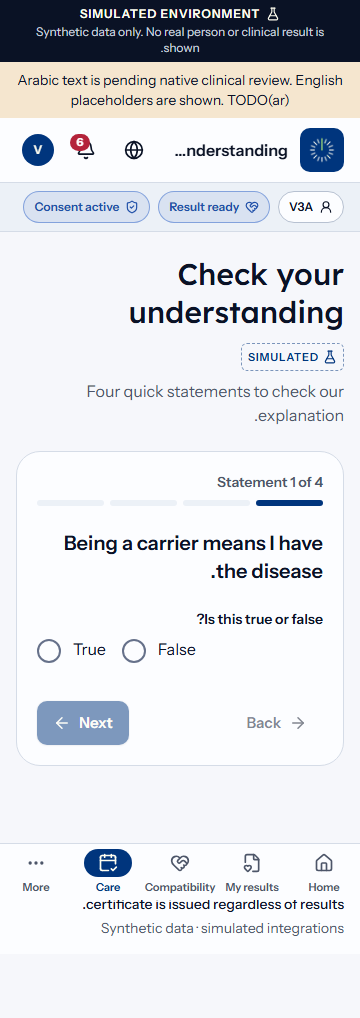 SIMULATED ENVIRONMENT
Synthetic data only. No real person or clinical result is
.shown
Arabic text is pending native clinical review. English
placeholders are shown. TODO(ar)
V
6
...nderstanding
Consent active
Result ready
V3A
Check your
understanding
SIMULATED
Four quick statements to check our
.explanation
Statement 1 of 4
Being a carrier means I have
.the disease
?Is this true or false
True
False
Next
Back
More
Care
Compatibility
My results
Home
.certificate is issued regardless of results
Synthetic data · simulated integrations